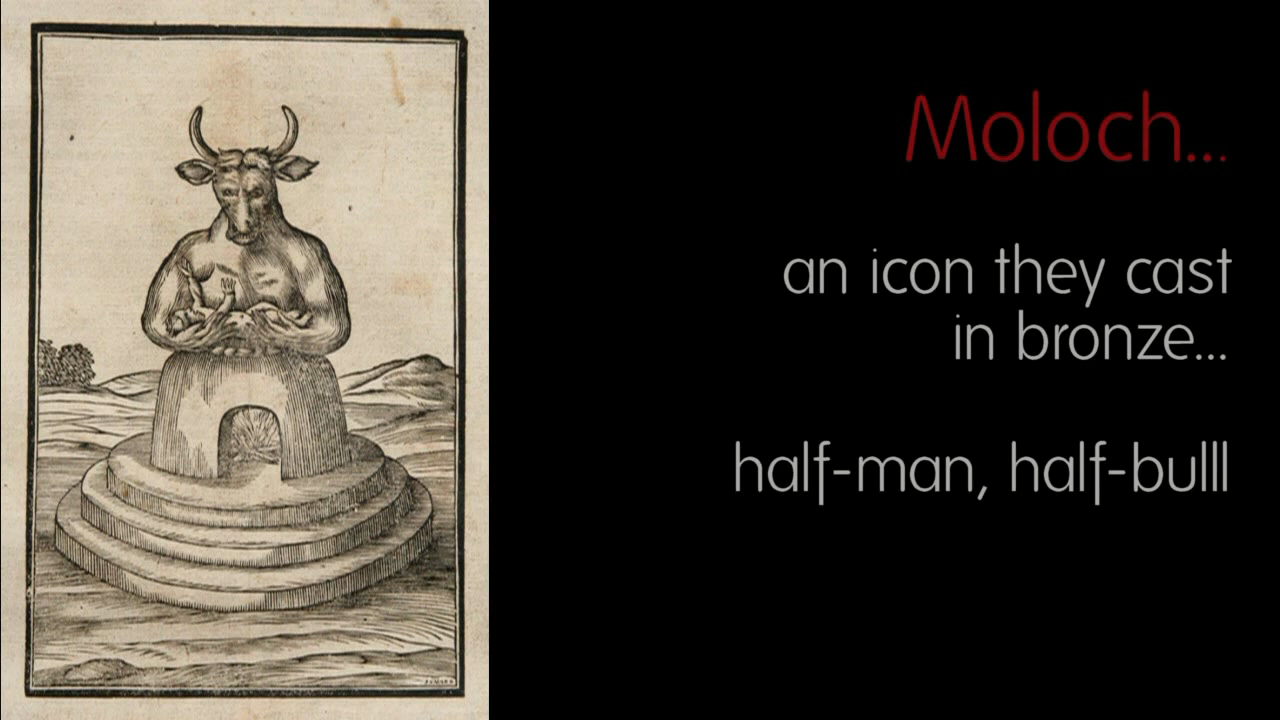 Moloch...
an icon they cast
in bronze...
half-man, half-bulll